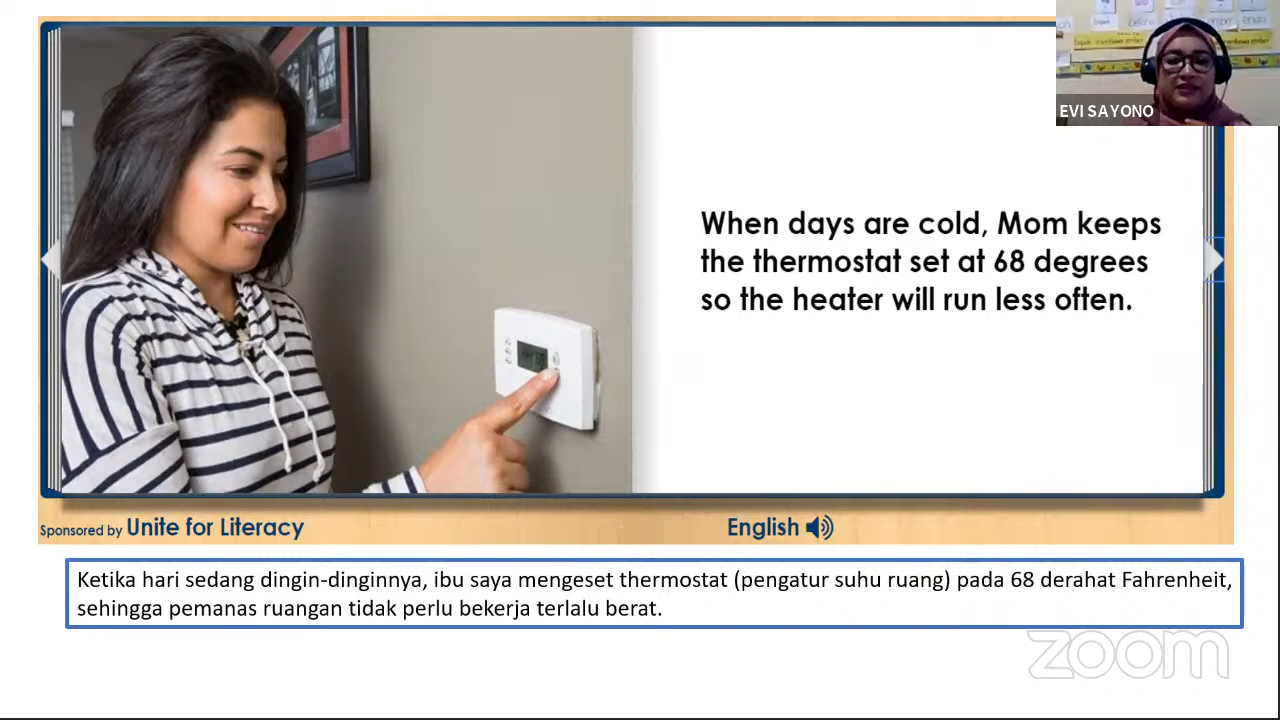 EVI SAYONO
When days are cold, Mom keeps
the thermostat set at 68 degrees
so the heater will run less often.
Sponsored by Unite for Literacy
English
Ketika hari sedang dingin-dinginnya, ibu saya mengeset thermostat (pengatur suhu ruang) pada 68 derahat Fahrenheit,
sehingga pemanas ruangan tidak perlu bekerja terlalu berat.
zoom